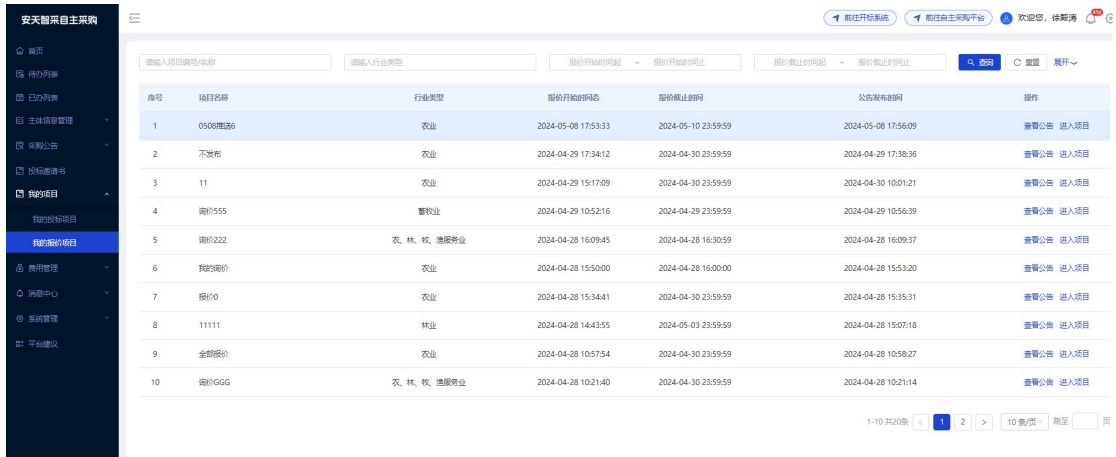 安天智采自主采购
前往开标系统 前往自主采购平台 欢迎您，徐殿涛
首页
待办列表
已办列表
主体信息管理
采购公告
投标邀请书
我的项目
我的投标项目
我的报价项目
费用管理
消息中心
系统管理
平台建议
请输入项目编号/名称 请输入行业类型 报价开始时间起 ~ 报价开始时间止 报价截止时间起 ~ 报价截止时间止 查询 重置 展开
序号 项目名称 行业类型 报价开始时间态 报价截止时间 公告发布时间 操作
1 0508推送6 农业 2024-05-08 17:53:33 2024-05-10 23:59:59 2024-05-08 17:56:09 查看公告 进入项目
2 不发布 农业 2024-04-29 17:34:12 2024-04-30 23:59:59 2024-04-29 17:38:36 查看公告 进入项目
3 11 农业 2024-04-29 15:17:09 2024-04-30 23:59:59 2024-04-30 10:01:21 查看公告 进入项目
4 询价555 畜牧业 2024-04-29 10:52:16 2024-04-29 23:59:59 2024-04-29 10:56:39 查看公告 进入项目
5 询价222 农、林、牧、渔服务业 2024-04-28 16:09:45 2024-04-28 16:30:59 2024-04-28 16:09:37 查看公告 进入项目
6 我的询价 农业 2024-04-28 15:50:00 2024-04-28 16:00:00 2024-04-28 15:53:20 查看公告 进入项目
7 报价0 农业 2024-04-28 15:34:41 2024-04-30 23:59:59 2024-04-28 15:35:31 查看公告 进入项目
8 11111 林业 2024-04-28 14:43:55 2024-05-03 23:59:59 2024-04-28 15:07:18 查看公告 进入项目
9 全部报价 农业 2024-04-28 10:57:54 2024-04-30 23:59:59 2024-04-28 10:58:27 查看公告 进入项目
10 询价GGG 农、林、牧、渔服务业 2024-04-28 10:21:40 2024-04-30 23:59:59 2024-04-28 10:21:14 查看公告 进入项目
1-10 共20条 < 1 2 > 10 条/页 跳至 页